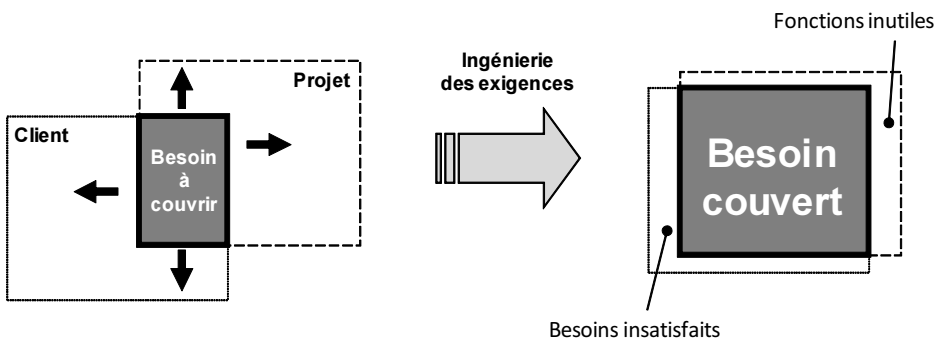 Fonctions inutiles
Projet
Ingénierie
des exigences
Client
Besoin
à
couvrir
Besoin
couvert
Besoins insatisfaits